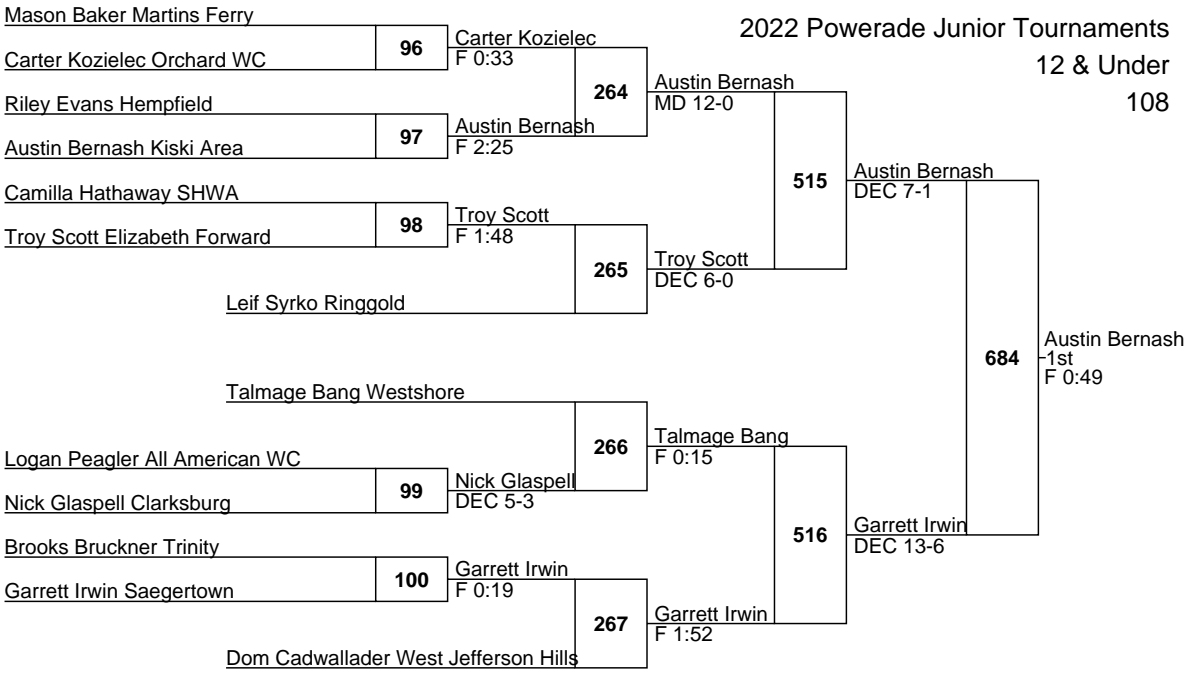 2022 Powerade Junior Tournaments
12 & Under
108
Mason Baker Martins Ferry
96
Carter Kozielec Orchard WC
Carter Kozielec
F 0:33
Riley Evans Hempfield
97
Austin Bernash Kiski Area
Austin Bernash
F 2:25
264
Austin Bernash
MD 12-0
Camilla Hathaway SHWA
98
Troy Scott Elizabeth Forward
Troy Scott
F 1:48
265
Leif Syrko Ringgold
Troy Scott
DEC 6-0
515
Austin Bernash
DEC 7-1
Talmage Bang Westshore
266
Talmage Bang
F 0:15
Logan Peagler All American WC
99
Nick Glaspell Clarksburg
Nick Glaspell
DEC 5-3
Brooks Bruckner Trinity
100
Garrett Irwin Saegertown
Garrett Irwin
F 0:19
267
Dom Cadwallader West Jefferson Hills
Garrett Irwin
F 1:52
516
Garrett Irwin
DEC 13-6
684
Austin Bernash
1st
F 0:49